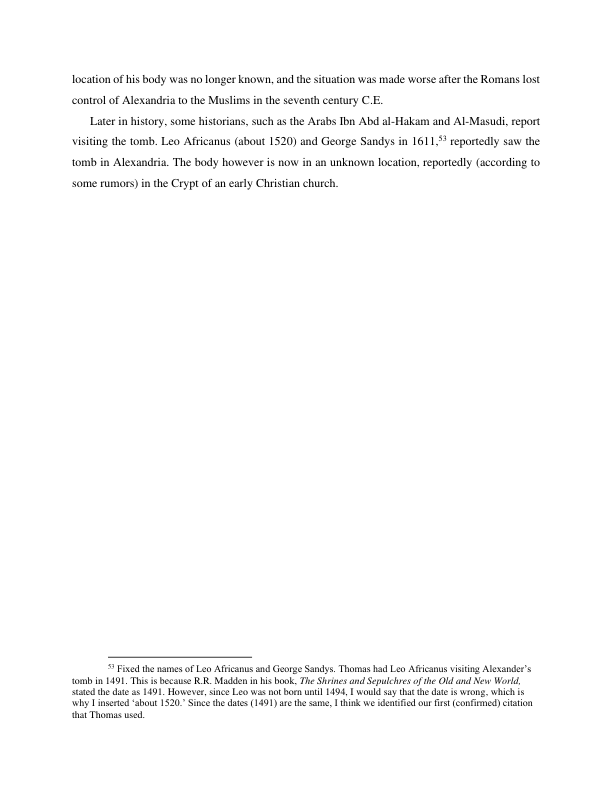 location of his body was no longer known, and the situation was made worse after the Romans lost
control of Alexandria to the Muslims in the seventh century C.E.
Later in history, some historians, such as the Arabs Ibn Abd al-Hakam and Al-Masudi, report
visiting the tomb. Leo Africanus (about 1520) and George Sandys in 1611,53 reportedly saw the
tomb in Alexandria. The body however is now in an unknown location, reportedly (according to
some rumors) in the Crypt of an early Christian church.
53 Fixed the names of Leo Africanus and George Sandys. Thomas had Leo Africanus visiting Alexander's
tomb in 1491. This is because R.R. Madden in his book, The Shrines and Sepulchres of the Old and New World,
stated the date as 1491. However, since Leo was not born until 1494, I would say that the date is wrong, which is
why I inserted 'about 1520.' Since the dates (1491) are the same, I think we identified our first (confirmed) citation
that Thomas used.